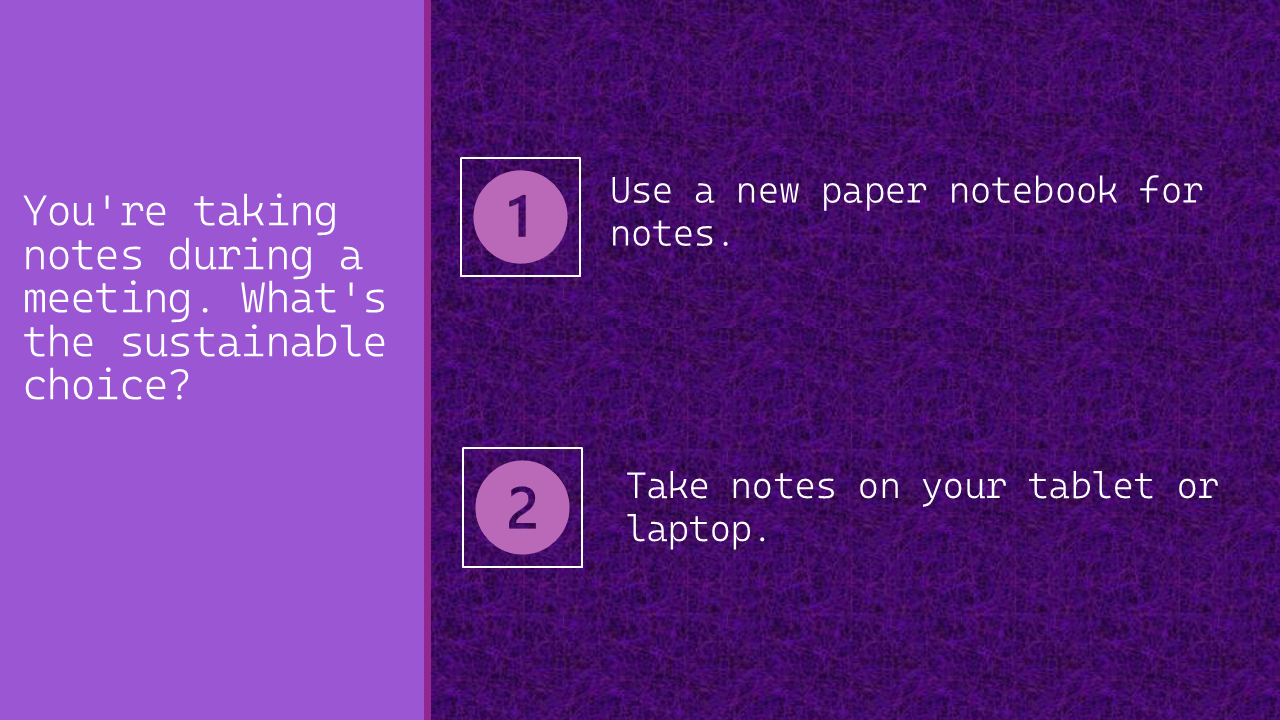 You're taking
notes during a
meeting. What's
the sustainable
choice?
1
Use a new paper notebook for
notes.
2
Take notes on your tablet or
laptop.